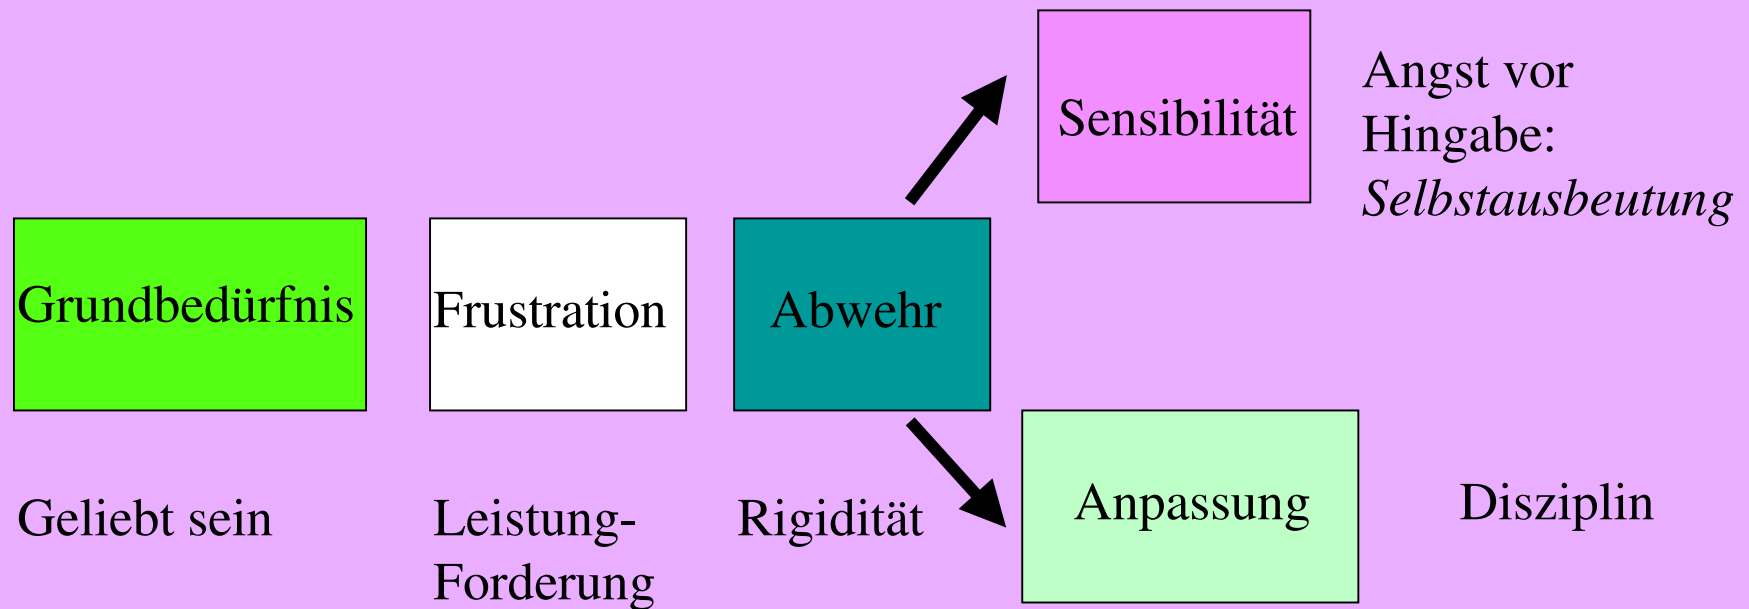 Sensibilität
Angst vor
Hingabe:
Selbstausbeutung
Grundbedürfnis
Frustration
Abwehr
Geliebt sein
Leistung-
Forderung
Rigidität
Anpassung
Disziplin